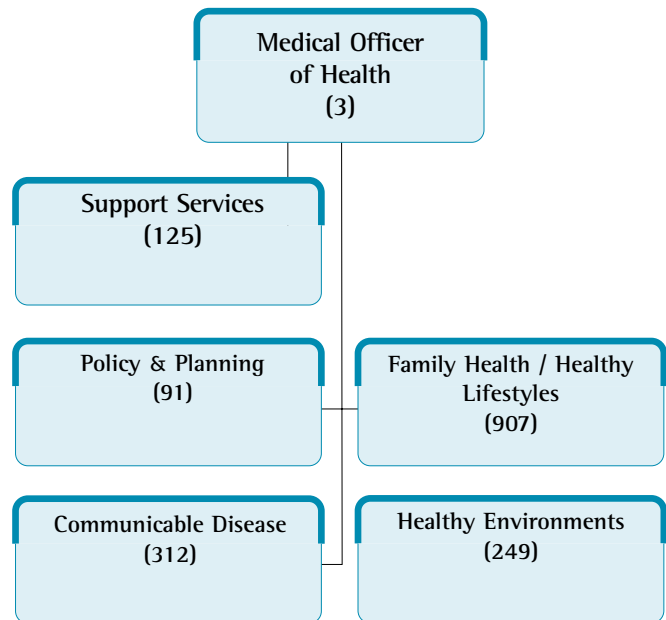 Medical Officer
of Health
(3)
Support Services
(125)
Policy & Planning
(91)
Family Health / Healthy
Lifestyles
(907)
Communicable Disease
(312)
Healthy Environments
(249)